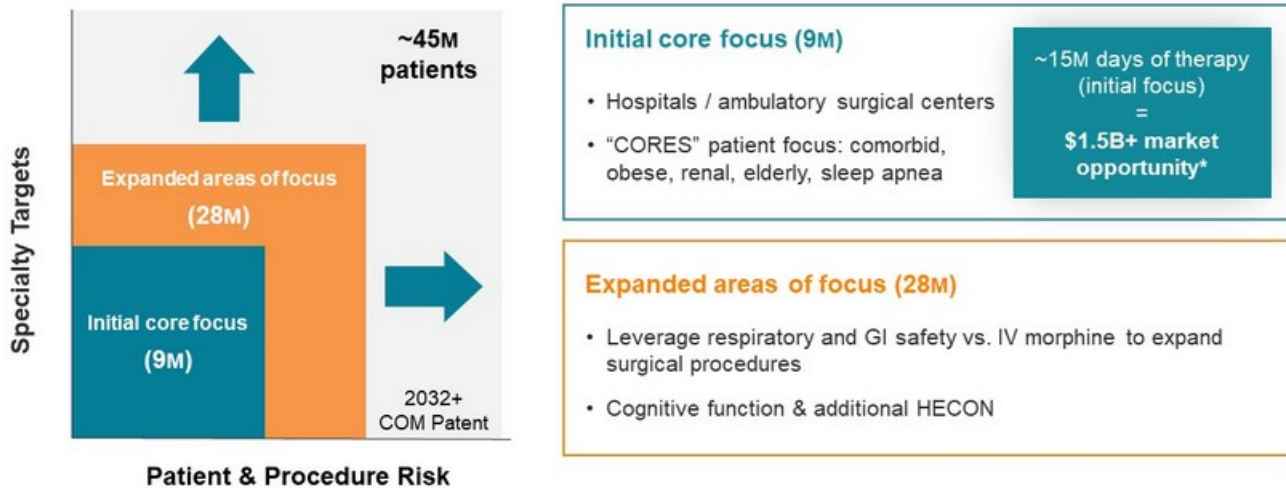 Specialty Targets
~45M
patients
Expanded areas of focus
(28M)
Initial core focus
(9M)
2032+
COM Patent
Patient & Procedure Risk
Initial core focus (9M)
• Hospitals / ambulatory surgical centers
• “CORES” patient focus: comorbid,
obese, renal, elderly, sleep apnea
~15M days of therapy
(initial focus)
=
$1.5B+ market
opportunity*
Expanded areas of focus (28M)
• Leverage respiratory and GI safety vs. IV morphine to expand
surgical procedures
• Cognitive function & additional HECON